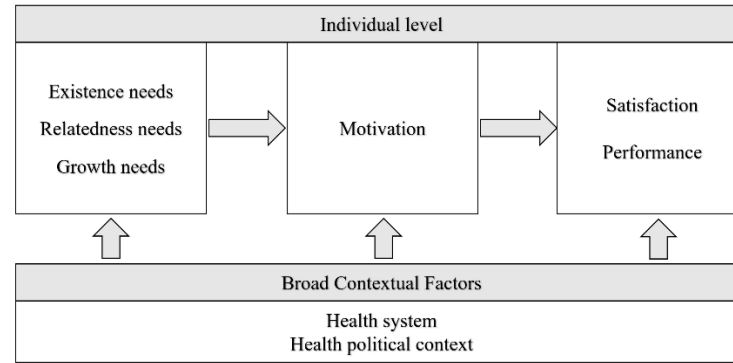 Individual level
Existence needs
Relatedness needs
Growth needs
Motivation
Satisfaction
Performance
Broad Contextual Factors
Health system
Health political context